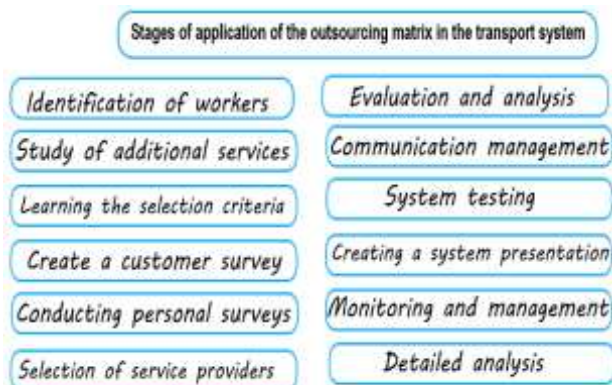 Stages of application of the outsourcing matrix in the transport system
Identification of workers
Study of additional services
Learning the selection criteria
Create a customer survey
Conducting personal surveys
Selection of service providers
Evaluation and analysis
Communication management
System testing
Creating a system presentation
Monitoring and management
Detailed analysis